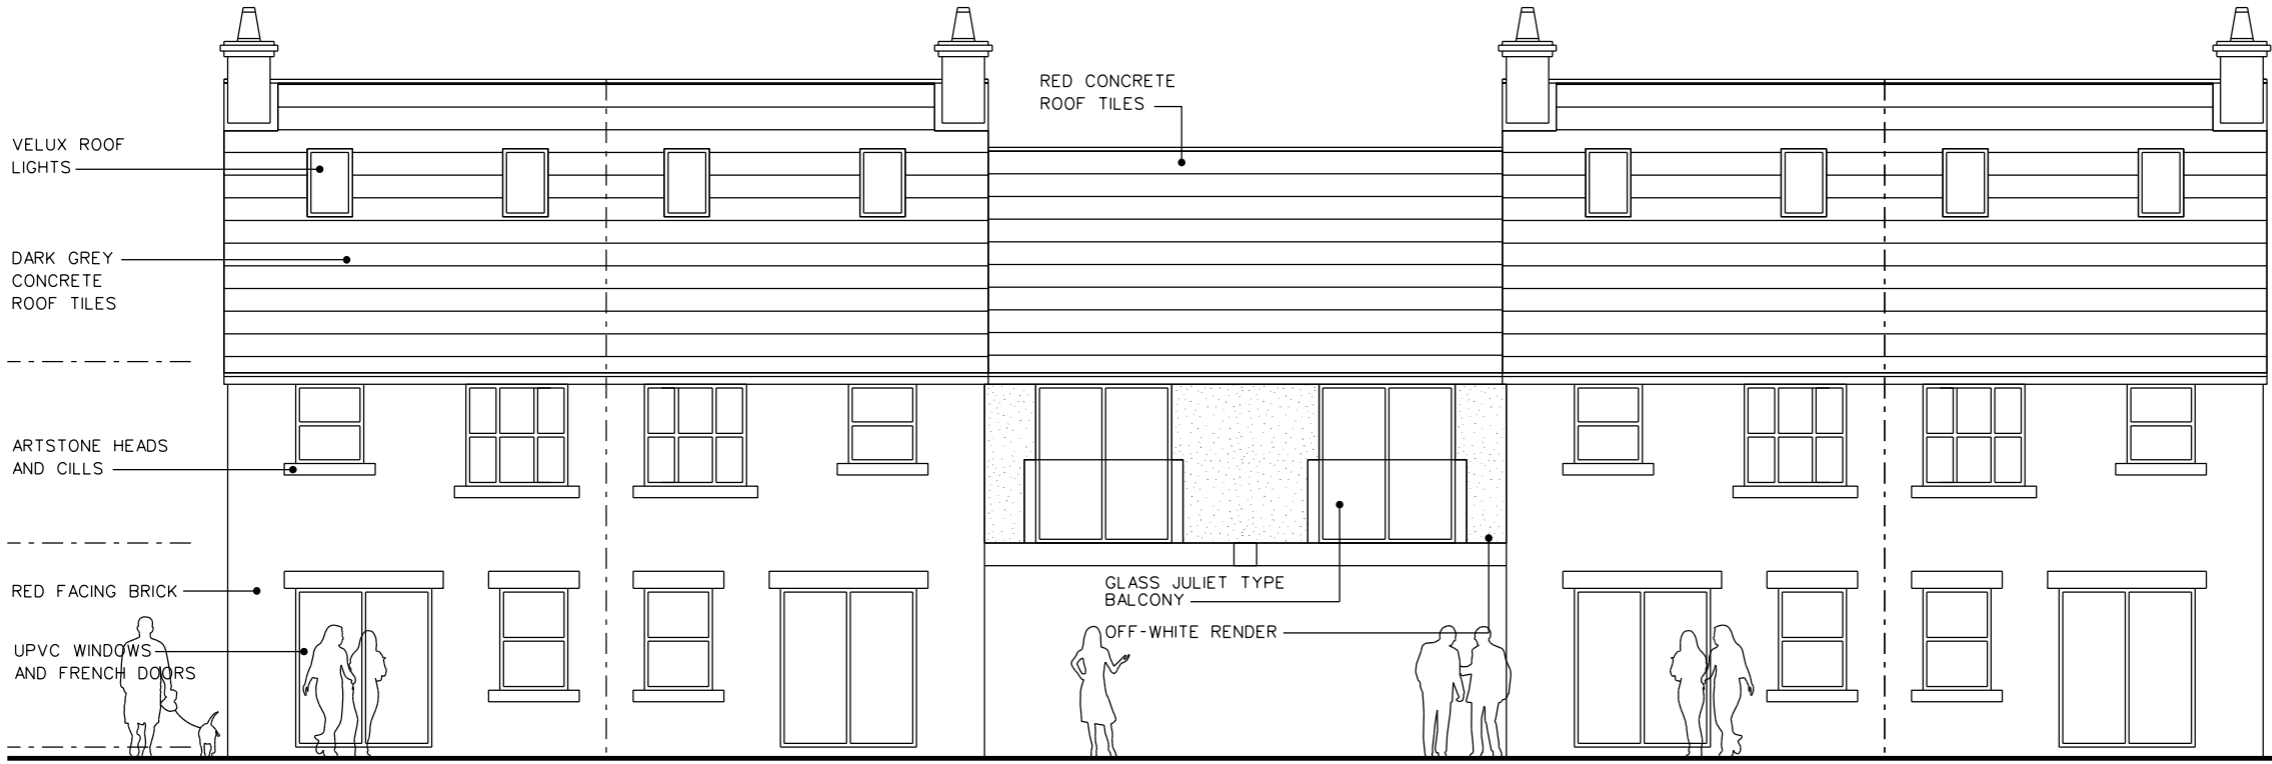 RED CONCRETE
ROOF TILES
VELUX ROOF
LIGHTS
DARK GREY
CONCRETE
ROOF TILES
ARTSTONE HEADS
AND CILLS
RED FACING BRICK
UPVC WINDOWS
AND FRENCH DOORS
GLASS JULIET TYPE
BALCONY
OFF-WHITE RENDER